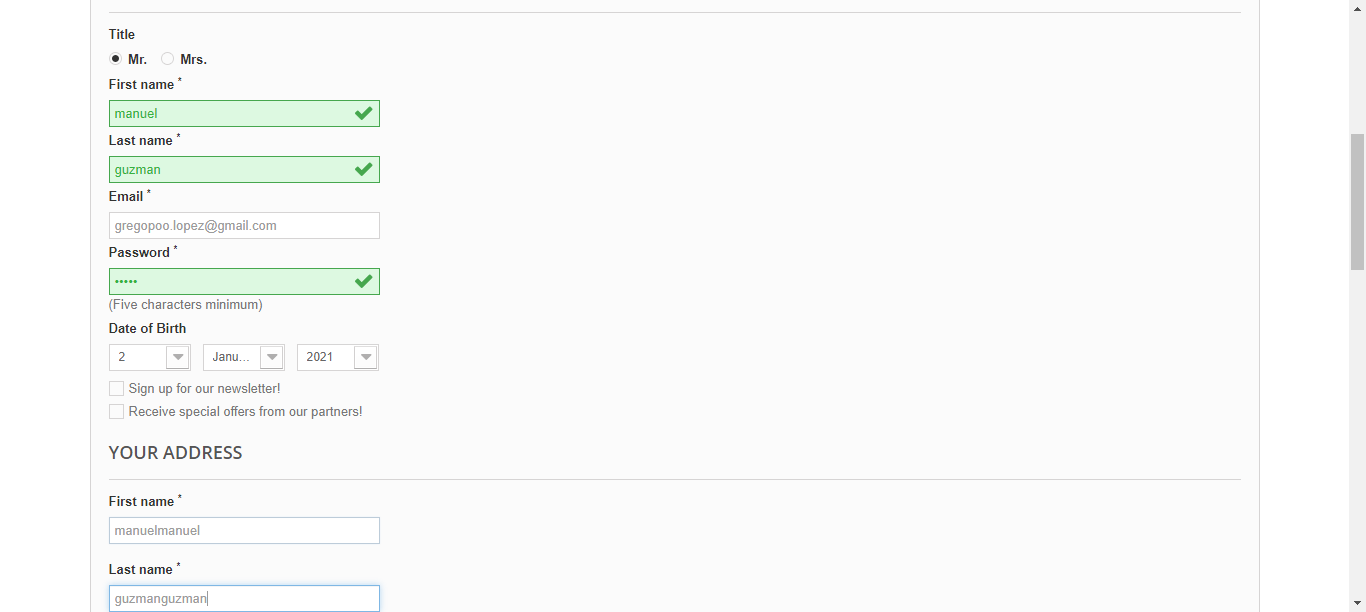 Title
Mr. Mrs.
First name *
manuel
Last name *
guzman
Email *
gregopoo.lopez@gmail.com
Password *
•••••
(Five characters minimum)
Date of Birth
2 Janu... 2021
Sign up for our newsletter!
Receive special offers from our partners!
YOUR ADDRESS
First name *
manuelmanuel
Last name *
guzmanguzman